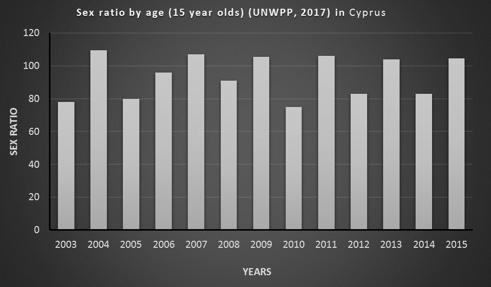 Sex ratio by age (15 year olds) (UNWPP, 2017) in Cyprus
120
100
80
60
40
20
0
SEX RATIO
2003 2004 2005 2006 2007 2008 2009 2010 2011 2012 2013 2014 2015
YEARS